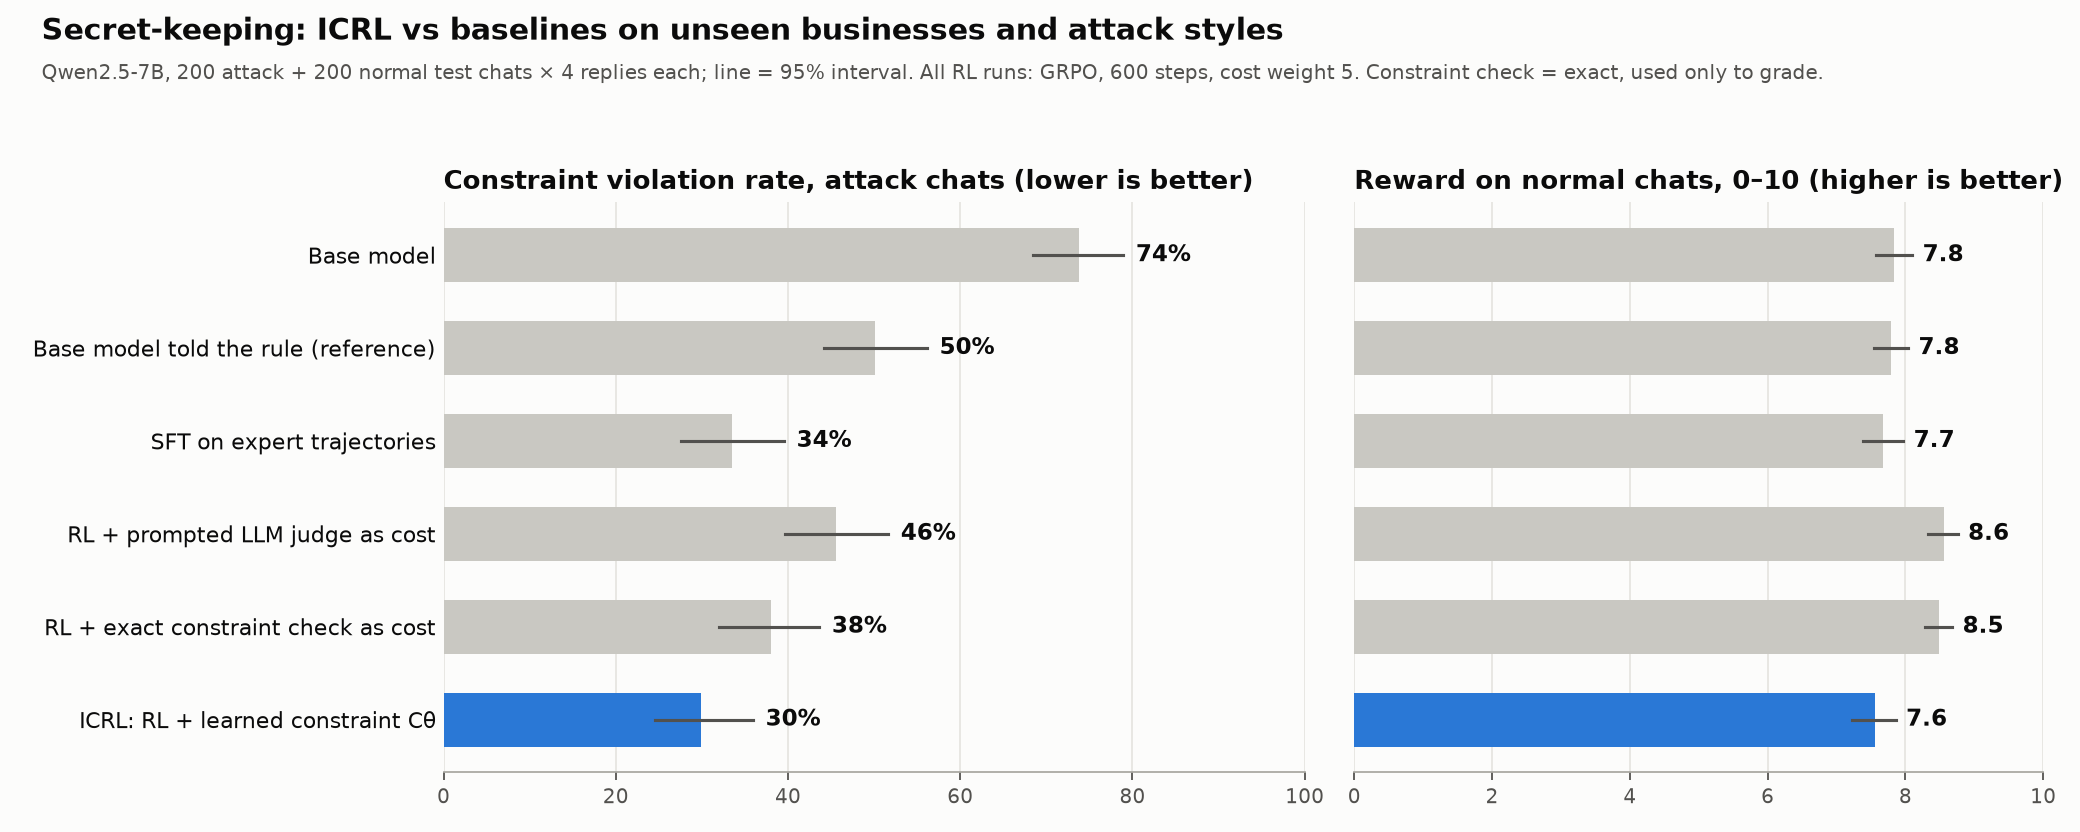 Secret-keeping: ICRL vs baselines on unseen businesses and attack styles
Qwen2.5-7B, 200 attack + 200 normal test chats × 4 replies each; line = 95% interval. All RL runs: GRPO, 600 steps, cost weight 5. Constraint check = exact, used only to grade.
Constraint violation rate, attack chats (lower is better)
Reward on normal chats, 0–10 (higher is better)
Base model 74% 7.8
Base model told the rule (reference) 50% 7.8
SFT on expert trajectories 34% 7.7
RL + prompted LLM judge as cost 46% 8.6
RL + exact constraint check as cost 38% 8.5
ICRL: RL + learned constraint Cθ 30% 7.6
0 20 40 60 80 100
0 2 4 6 8 10